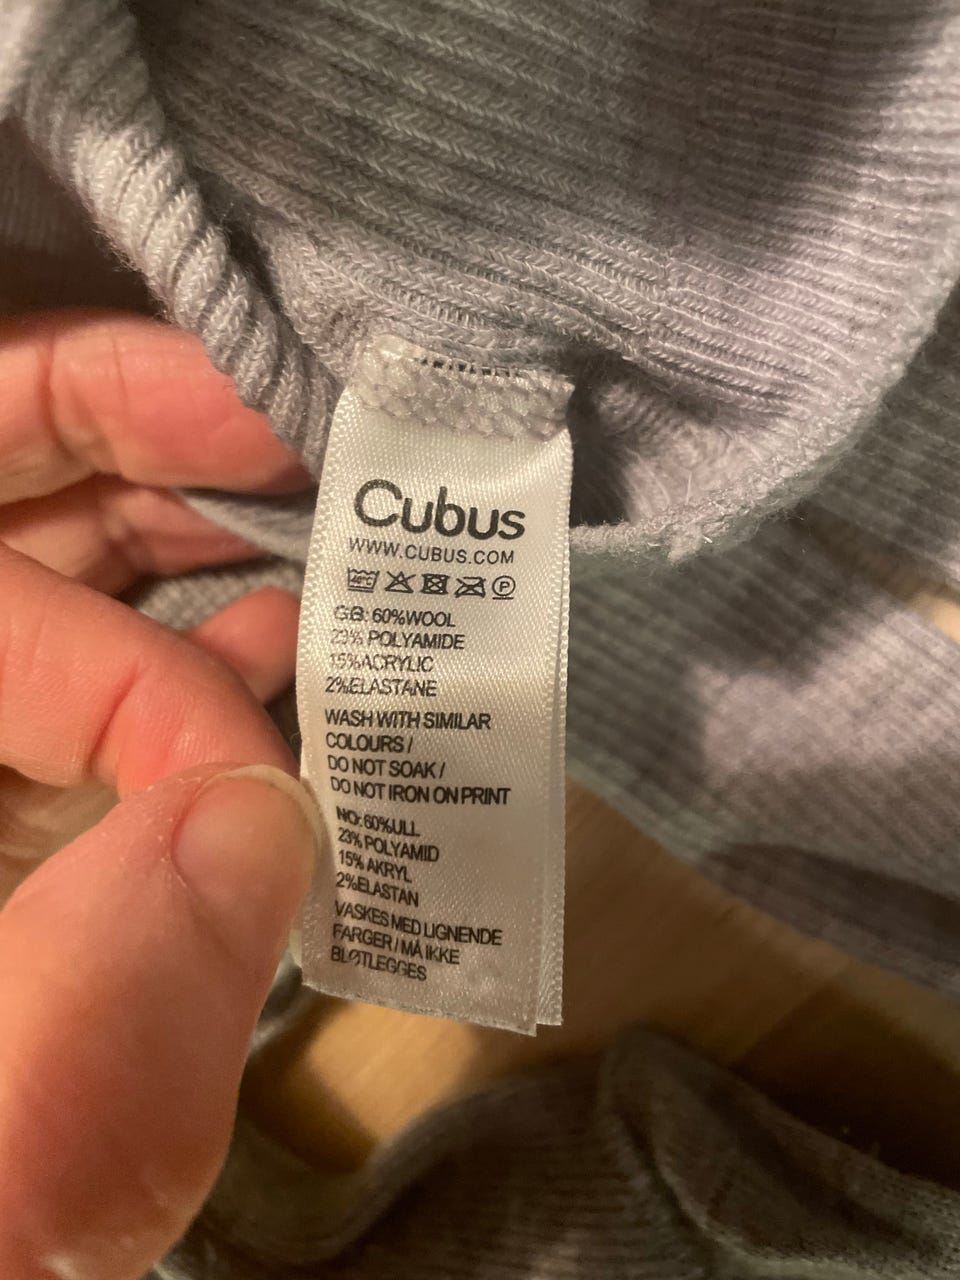 Cubus
WWW.CUBUS.COM
40°C P
GB: 60%WOOL
23% POLYAMIDE
15%ACRYLIC
2%ELASTANE
WASH WITH SIMILAR
COLOURS /
DO NOT SOAK /
DO NOT IRON ON PRINT
NO: 60%ULL
23% POLYAMID
15% AKRYL
2%ELASTAN
VASKES MED LIGNENDE
FARGER / MÅ IKKE
BLØTLEGGES